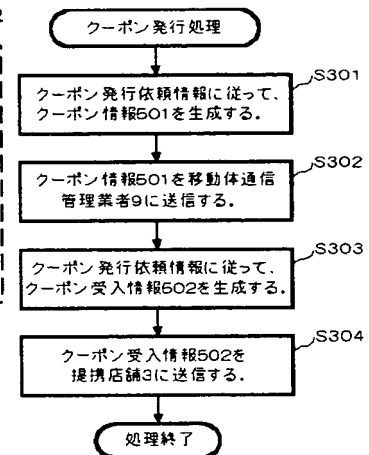 クーポン発行処理
S301
クーポン発行依頼情報に従って、
クーポン情報501を生成する.
S302
クーポン情報501を移動体通信
管理業者9に送信する.
S303
クーポン発行依頼情報に従って、
クーポン受入情報502を生成する.
S304
クーポン受入情報502を
提携店舗3に送信する.
処理終了